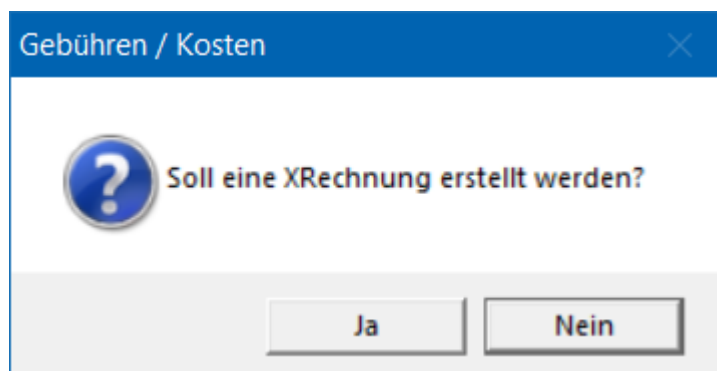 Gebühren / Kosten
Soll eine XRechnung erstellt werden?
Ja
Nein